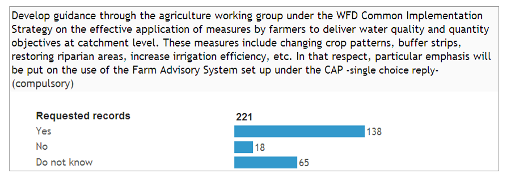 Develop guidance through the agriculture working group under the WFD Common Implementation
Strategy on the effective application of measures by farmers to deliver water quality and quantity
objectives at catchment level. These measures include changing crop patterns, buffer strips,
restoring riparian areas, increase irrigation efficiency, etc. In that respect, particular emphasis will
be put on the use of the Farm Advisory System set up under the CAP -single choice reply-
(compulsory)
Requested records 221
Yes 138
No 18
Do not know 65